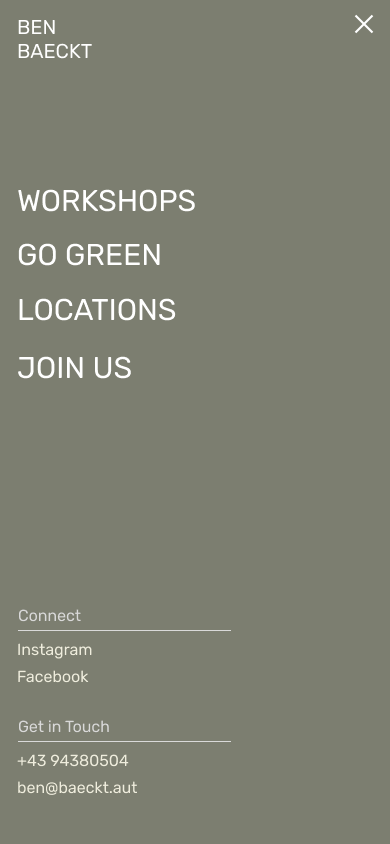 BEN
BAECKT
WORKSHOPS
GO GREEN
LOCATIONS
JOIN US
Connect
Instagram
Facebook
Get in Touch
+43 94380504
ben@baeckt.aut